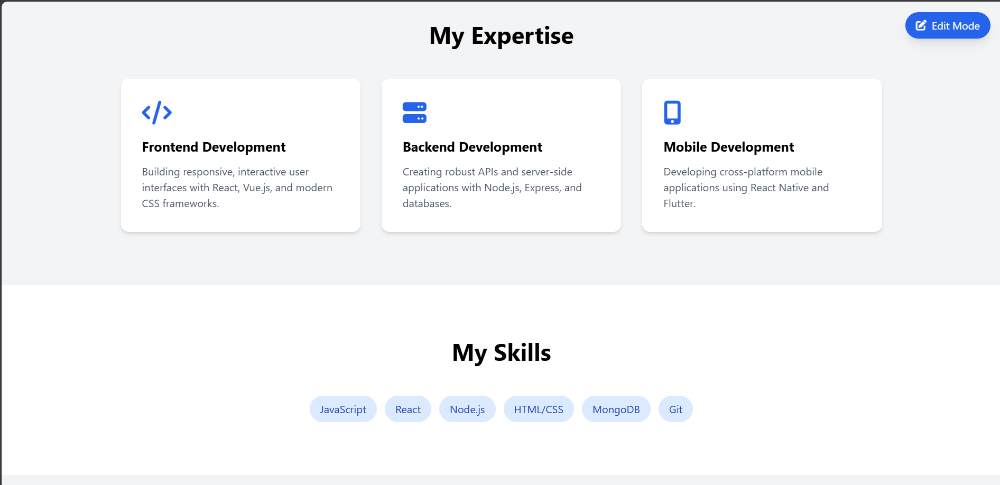 My Expertise
Edit Mode
Frontend Development
Building responsive, interactive user
interfaces with React, Vue.js, and modern
CSS frameworks.
Backend Development
Creating robust APIs and server-side
applications with Node.js, Express, and
databases.
Mobile Development
Developing cross-platform mobile
applications using React Native and
Flutter.
My Skills
JavaScript
React
Node.js
HTML/CSS
MongoDB
Git